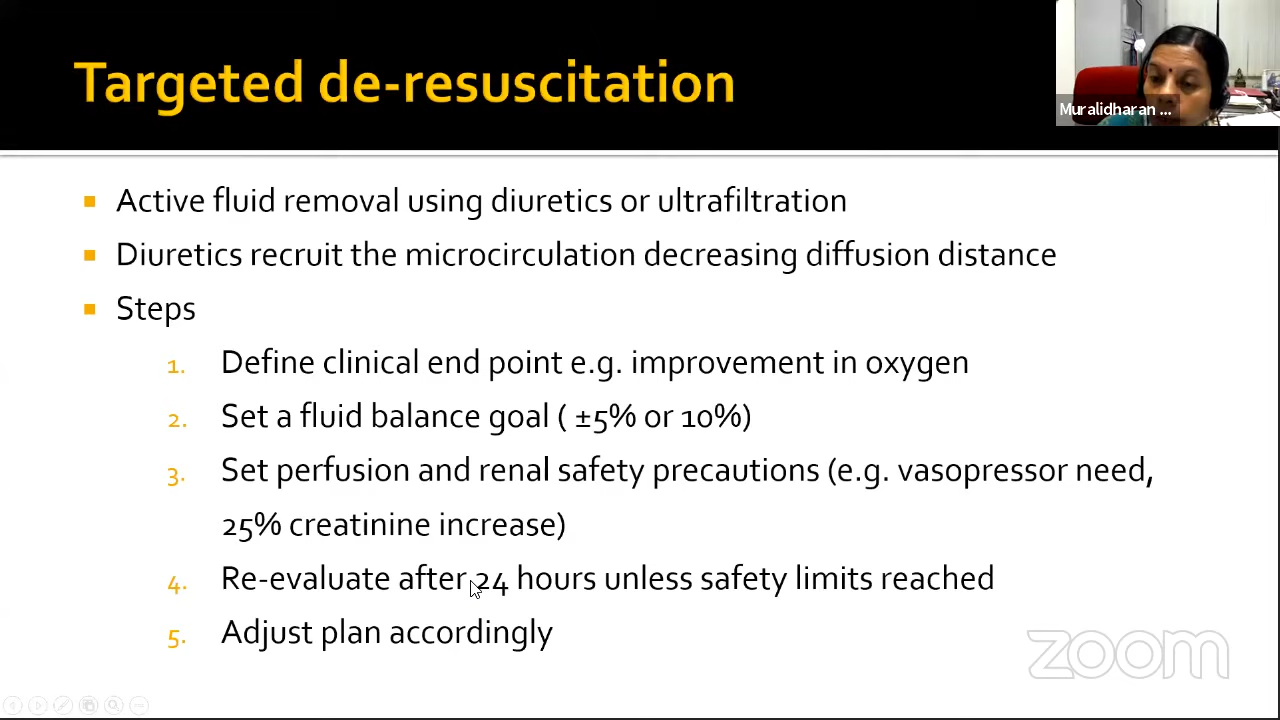 Targeted de-resuscitation
Muralidharan ...
Active fluid removal using diuretics or ultrafiltration
Diuretics recruit the microcirculation decreasing diffusion distance
Steps
1. Define clinical end point e.g. improvement in oxygen
2. Set a fluid balance goal ( ±5% or 10%)
3. Set perfusion and renal safety precautions (e.g. vasopressor need,
25% creatinine increase)
4. Re-evaluate after 24 hours unless safety limits reached
5. Adjust plan accordingly
zoom